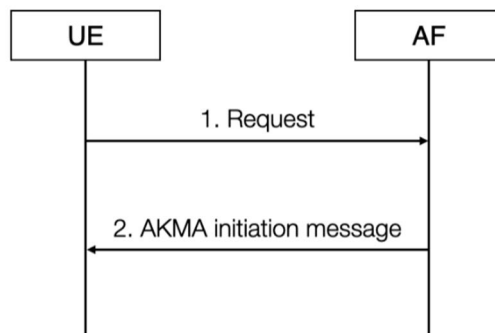 UE
AF
1. Request
2. AKMA initiation message